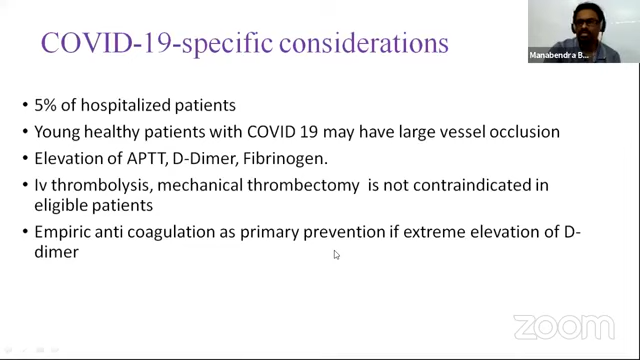 COVID-19-specific considerations
Manabendra B...
• 5% of hospitalized patients
• Young healthy patients with COVID 19 may have large vessel occlusion
• Elevation of APTT, D-Dimer, Fibrinogen.
• Iv thrombolysis, mechanical thrombectomy is not contraindicated in
eligible patients
• Empiric anti coagulation as primary prevention if extreme elevation of D-
dimer
zoom